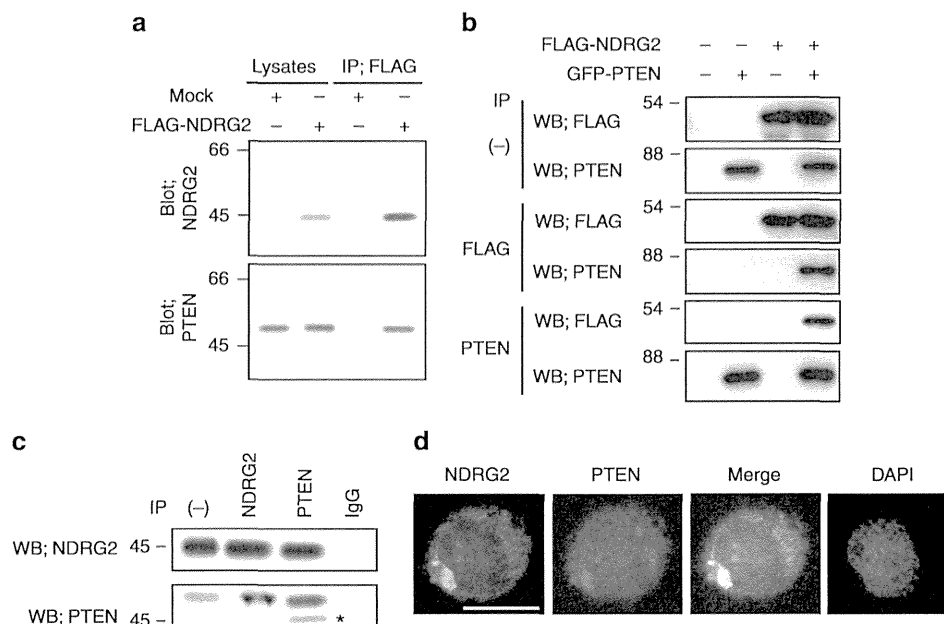 a
Lysates IP; FLAG
Mock + – + –
FLAG-NDRG2 – + – +
Blot; NDRG2
66 –
45 –
Blot; PTEN
66 –
45 –
b
FLAG-NDRG2 – – + +
GFP-PTEN – + – +
IP
(–)
WB; FLAG 54 –
WB; PTEN 88 –
FLAG
WB; FLAG 54 –
WB; PTEN 88 –
PTEN
WB; FLAG 54 –
WB; PTEN 88 –
c
IP (–) NDRG2 PTEN IgG
WB; NDRG2 45 –
WB; PTEN 45 – *
d
NDRG2 PTEN Merge DAPI